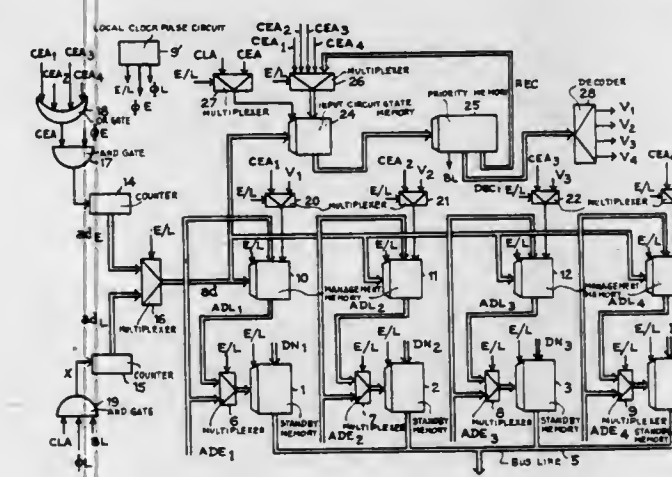 LOCAL CLOCK PULSE CIRCUIT
9'
E/L
ϕE
ϕL
CEA1
CEA2
CEA3
CEA4
18
OR GATE
CEA
ϕE
AND GATE
17
14
COUNTER
adE
E/L
16
MULTIPLEXER
adL
X
COUNTER
15
19
AND GATE
CLA
ϕL
BL
CLA
CEA
E/L
27
MULTIPLEXER
CEA2
CEA3
CEA1
CEA4
E/L
MULTIPLEXER
26
INPUT CIRCUIT STATE
24
MEMORY
PRIORITY MEMORY
25
REC
BL
DECODER
28
V1
V2
V3
V4
CEA1
V1
E/L
20
MULTIPLEXER
CEA2
V2
E/L
21
CEA3
V3
E/L
22
MULTIPLEXER
ad
E/L
10
E/L
11
E/L
12
E/L
MANAGEMENT
MEMORY
MANAGEMENT
MEMORY
ADL1
ADL2
ADL3
ADL4
E/L
DN1
E/L
E/L
DN2
E/L
E/L
DN3
E/L
E/L
1
2
3
6
7
8
9
MULTIPLEXER
STANDBY
MEMORY
MULTIPLEXER
STANDBY
MEMORY
MULTIPLEXER
STANDBY
MEMORY
MULTIPLEXER
STANDBY
MEMORY
ADE1
ADE2
ADE3
ADE4
BUS LINE
5